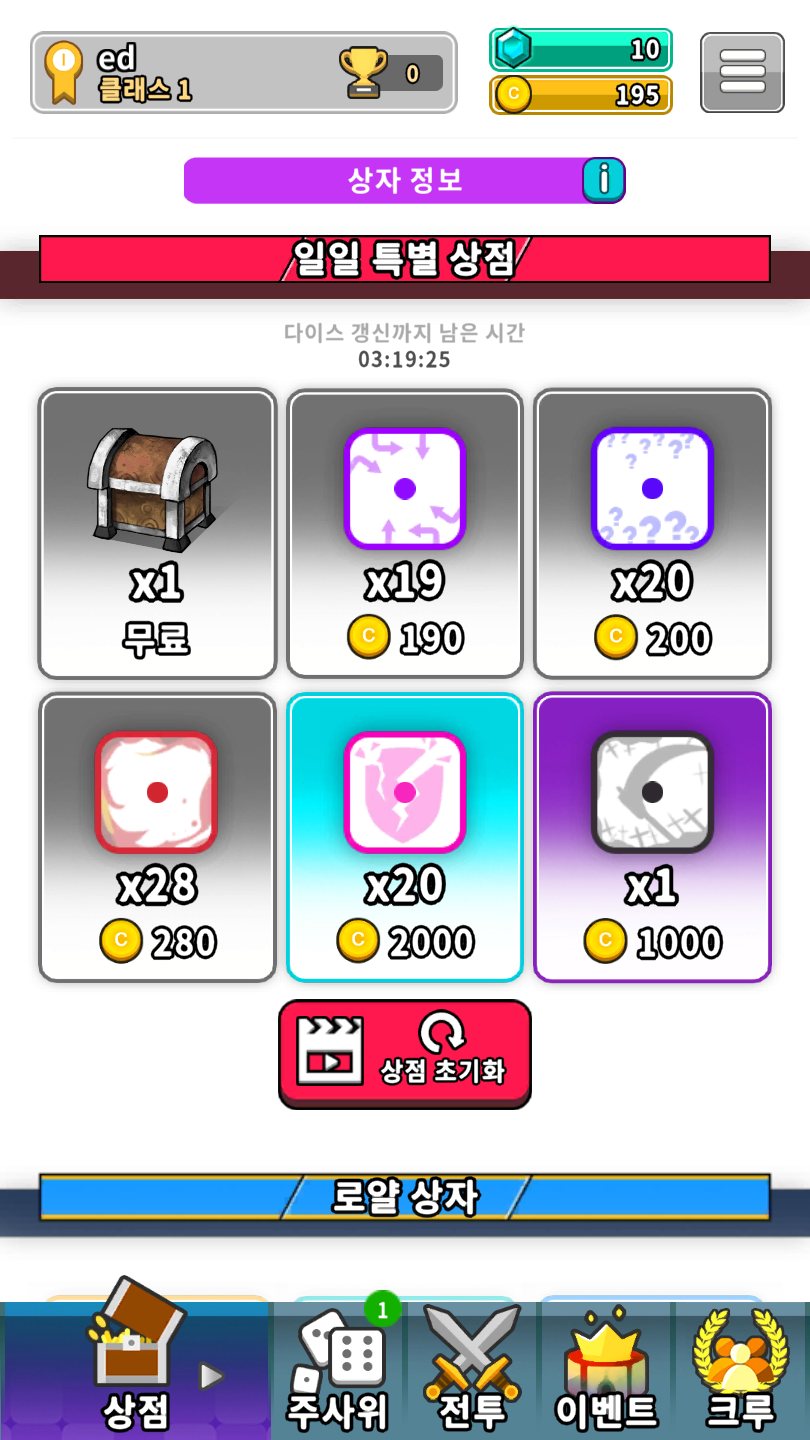 ed
클래스 1
0
10
195
상자 정보
일일 특별 상점
다이스 갱신까지 남은 시간
03:19:25
x1
무료
x19
C 190
x20
C 200
x28
C 280
x20
C 2000
x1
C 1000
상점 초기화
로얄 상자
상점
1
주사위
전투
이벤트
크루